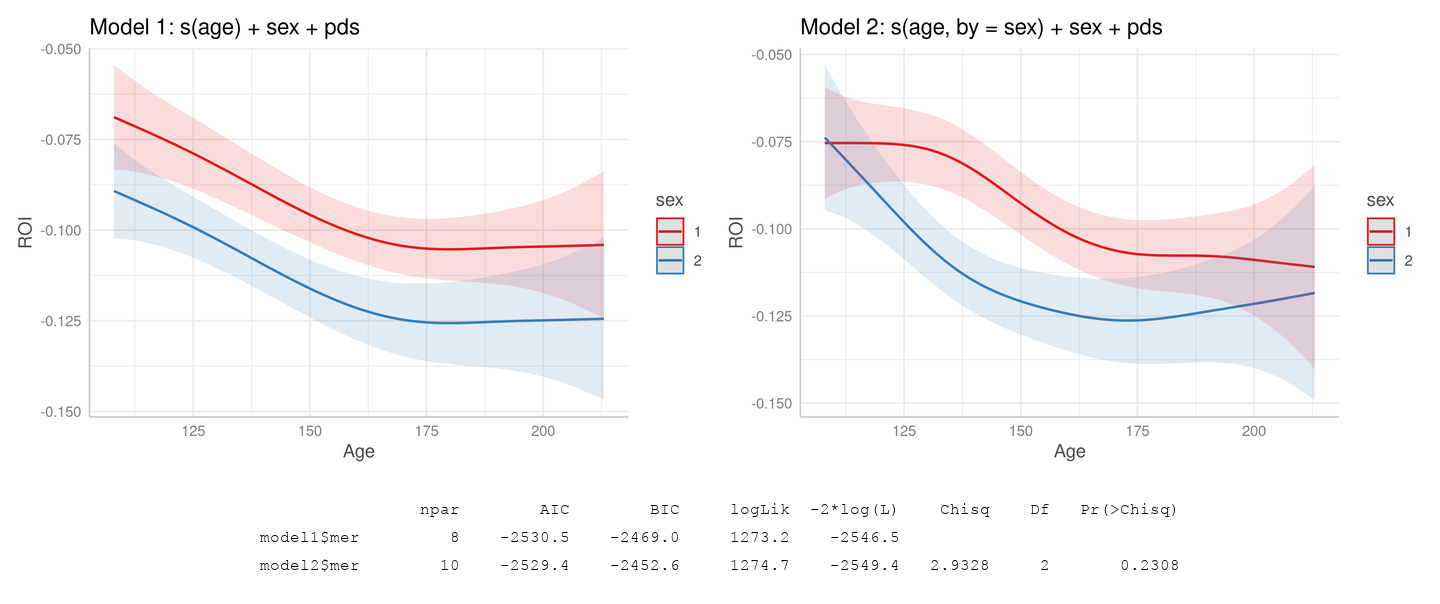 Model 1: s(age) + sex + pds
-0.050
-0.075
-0.100
-0.125
-0.150
ROI
125 150 175 200
Age
sex
1
2
Model 2: s(age, by = sex) + sex + pds
-0.050
-0.075
-0.100
-0.125
-0.150
ROI
125 150 175 200
Age
sex
1
2
npar AIC BIC logLik -2*log(L) Chisq Df Pr(>Chisq)
model1$mer 8 -2530.5 -2469.0 1273.2 -2546.5
model2$mer 10 -2529.4 -2452.6 1274.7 -2549.4 2.9328 2 0.2308